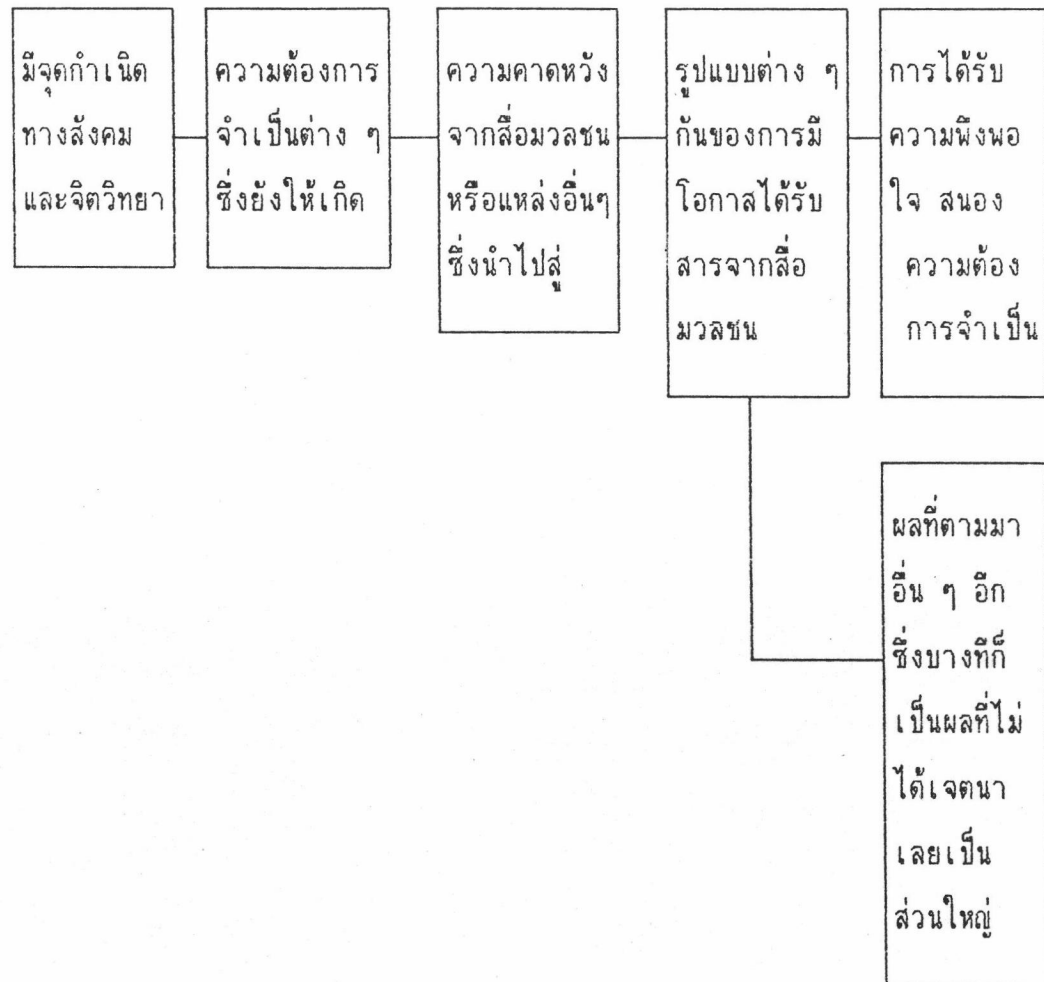 มีจุดกำเนิด
ทางสังคม
และจิตวิทยา
ความต้องการ
จำเป็นต่าง ๆ
ซึ่งยังให้เกิด
ความคาดหวัง
จากสื่อมวลชน
หรือแหล่งอื่นๆ
ซึ่งนำไปสู่
รูปแบบต่าง ๆ
กันของการมี
โอกาสได้รับ
สารจากสื่อ
มวลชน
การได้รับ
ความพึงพอ
ใจ สนอง
ความต้อง
การจำเป็น
ผลที่ตามมา
อื่น ๆ อีก
ซึ่งบางทีก็
เป็นผลที่ไม่
ได้เจตนา
เลยเป็น
ส่วนใหญ่